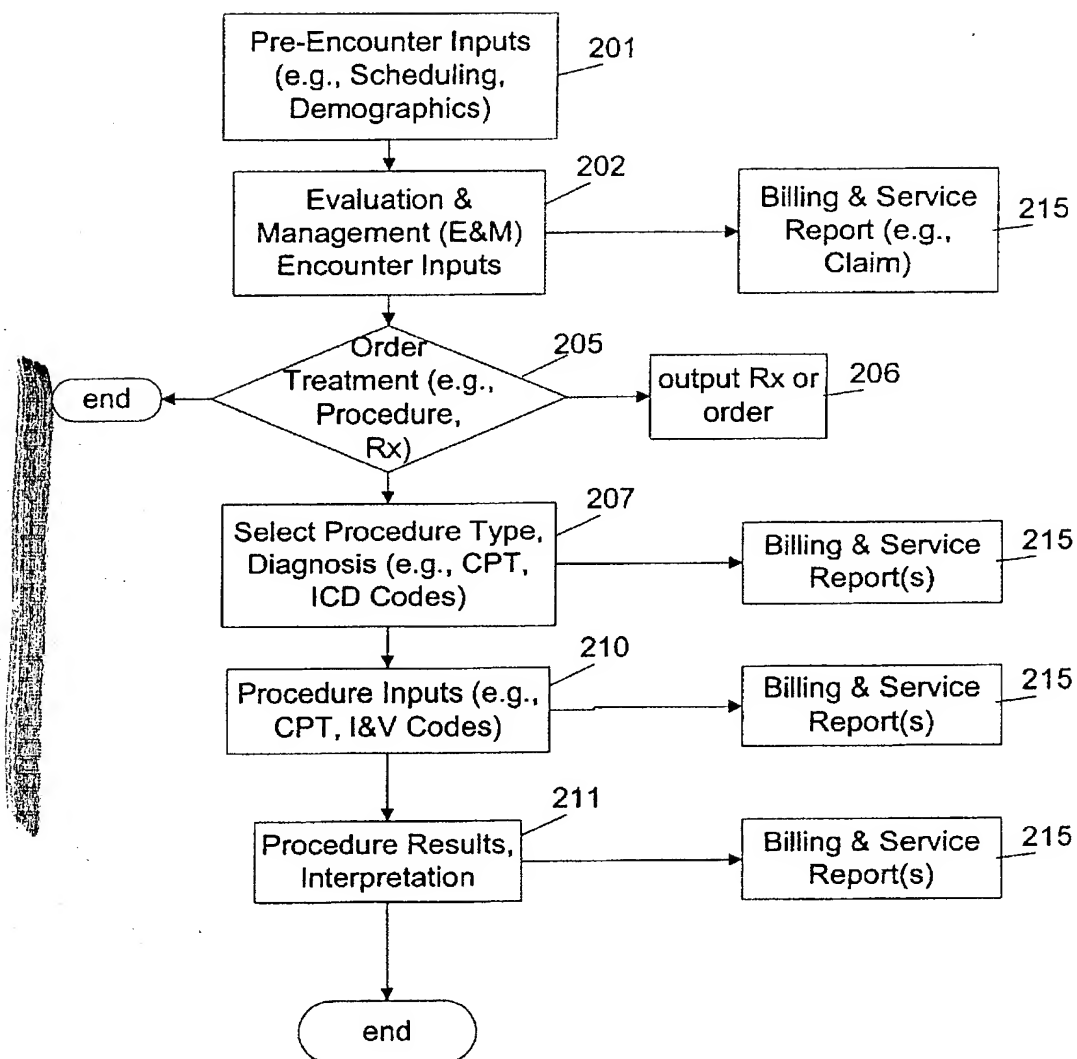 Pre-Encounter Inputs
(e.g., Scheduling,
Demographics)
201
202
Evaluation &
Management (E&M)
Encounter Inputs
Billing & Service
Report (e.g.,
Claim)
215
205
Order
Treatment (e.g.,
Procedure,
Rx)
end
output Rx or
order
206
207
Select Procedure Type,
Diagnosis (e.g., CPT,
ICD Codes)
Billing & Service
Report(s)
215
210
Procedure Inputs (e.g.,
CPT, I&V Codes)
Billing & Service
Report(s)
215
211
Procedure Results,
Interpretation
Billing & Service
Report(s)
215
end